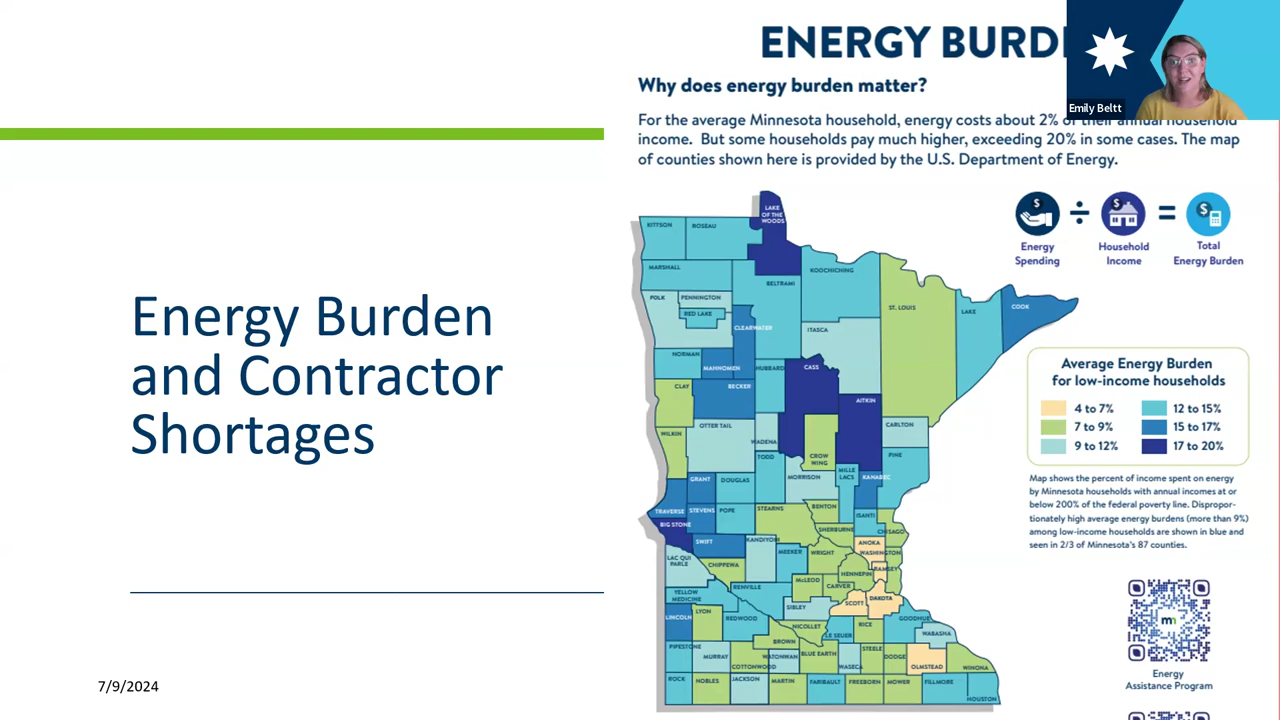 ENERGY BURD
Emily Beltt
Why does energy burden matter?
For the average Minnesota household, energy costs about 2% of their annual household
income. But some households pay much higher, exceeding 20% in some cases. The map
of counties shown here is provided by the U.S. Department of Energy.
$
÷
$
=
$
Energy
Spending
Household
Income
Total
Energy Burden
Energy Burden
and Contractor
Shortages
7/9/2024
LAKE
OF THE
WOODS
KITTSON
ROSEAU
MARSHALL
KOOCHICHING
BELTRAMI
POLK
PENNINGTON
RED LAKE
ST. LOUIS
LAKE
COOK
CLEARWATER
ITASCA
NORMAN
MAHNOMEN
HUBBARD
CASS
CLAY
BECKER
AITKIN
OTTER TAIL
CARLTON
WILKIN
WADENA
CROW
WING
TODD
PINE
MILLE
LACS
KANABEC
GRANT
DOUGLAS
MORRISON
TRAVERSE
STEVENS
POPE
STEARNS
BENTON
ISANTI
BIG STONE
SHERBURNE
CHISAGO
SWIFT
KANDIYOHI
MEEKER
WRIGHT
ANOKA
WASHINGTON
LAC QUI
PARLE
CHIPPEWA
HENNEPIN
RAMSEY
McLEOD
CARVER
YELLOW
MEDICINE
RENVILLE
SIBLEY
SCOTT
DAKOTA
LINCOLN
LYON
REDWOOD
NICOLLET
LE SUEUR
RICE
GOODHUE
WABASHA
PIPESTONE
MURRAY
COTTONWOOD
BROWN
WATONWAN
BLUE EARTH
WASECA
STEELE
DODGE
OLMSTEAD
WINONA
ROCK
NOBLES
JACKSON
MARTIN
FARIBAULT
FREEBORN
MOWER
FILLMORE
HOUSTON
Average Energy Burden
for low-income households
4 to 7%
12 to 15%
7 to 9%
15 to 17%
9 to 12%
17 to 20%
Map shows the percent of income spent on energy
by Minnesota households with annual incomes at or
below 200% of the federal poverty line. Dispropor-
tionately high average energy burdens (more than 9%)
among low-income households are shown in blue and
seen in 2/3 of Minnesota's 87 counties.
m
Energy
Assistance Program